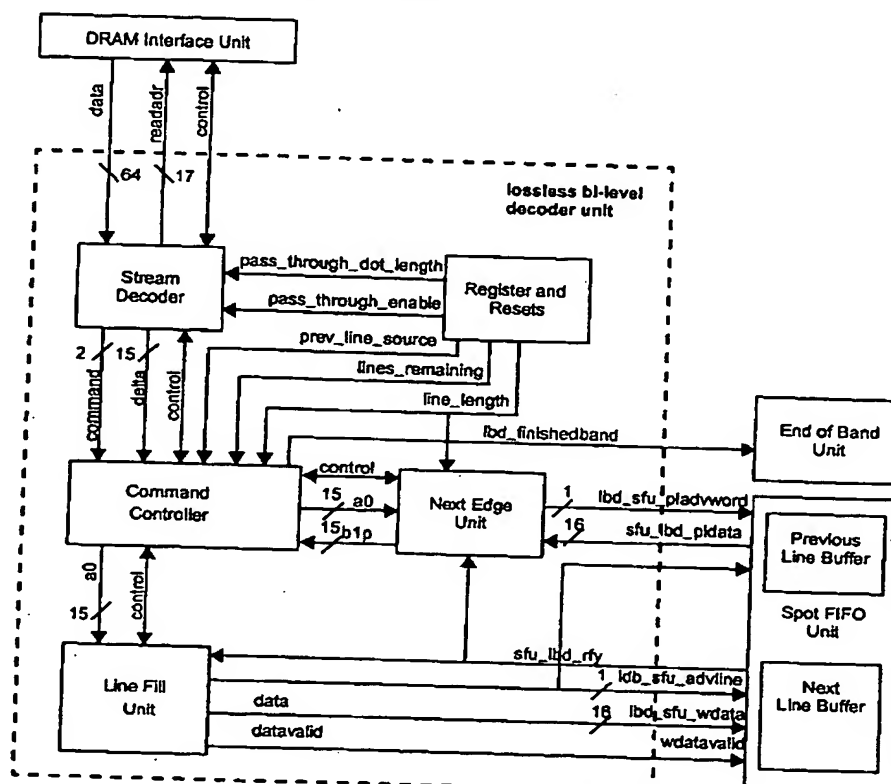 DRAM Interface Unit
data
readadr
control
64
17
lossless bi-level
decoder unit
Stream
Decoder
pass_through_dot_length
pass_through_enable
Register and
Resets
prev_line_source
lines_remaining
line_length
2
15
command
delta
control
lbd_finishedband
End of Band
Unit
Command
Controller
control
15
a0
15
b1p
Next Edge
Unit
1
lbd_sfu_pladvword
16
sfu_lbd_pldata
Previous
Line Buffer
Spot FIFO
Unit
a0
15
control
sfu_lbd_rfy
1
ldb_sfu_advline
Line Fill
Unit
data
16
lbd_sfu_wdata
datavalid
wdatavalid
Next
Line Buffer